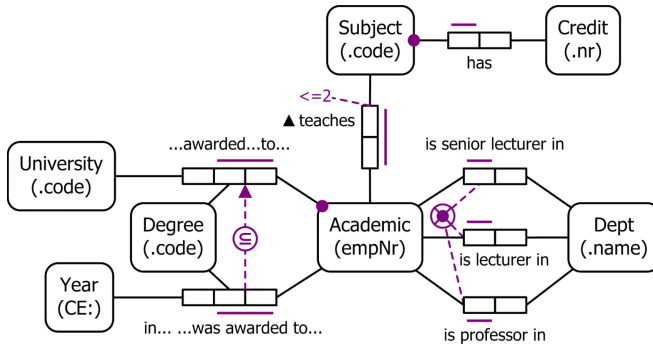 Subject
(.code)
Credit
(.nr)
has
<=2
▲ teaches
...awarded...to...
is senior lecturer in
University
(.code)
Degree
(.code)
⊆
Academic
(empNr)
Dept
(.name)
is lecturer in
Year
(CE:)
in... ...was awarded to...
is professor in